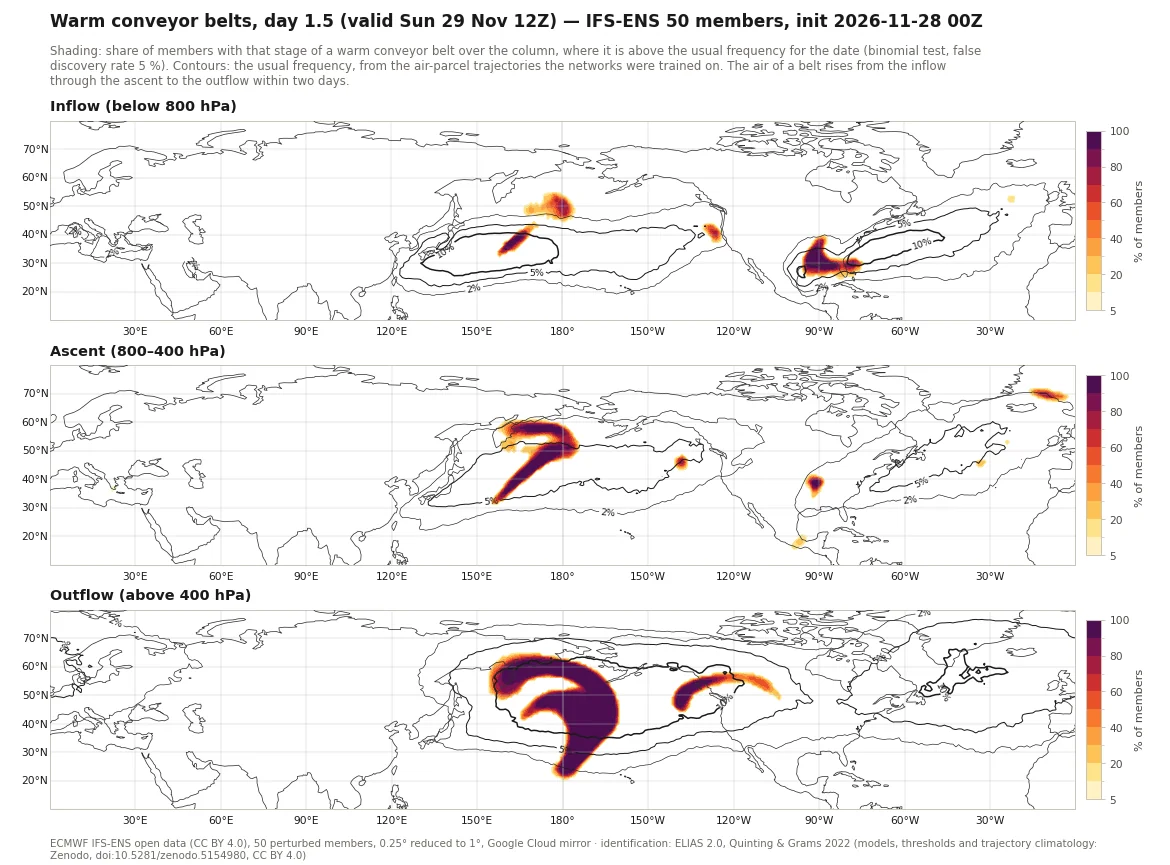 Warm conveyor belts, day 1.5 (valid Sun 29 Nov 12Z) — IFS-ENS 50 members, init 2026-11-28 00Z
Shading: share of members with that stage of a warm conveyor belt over the column, where it is above the usual frequency for the date (binomial test, false
discovery rate 5 %). Contours: the usual frequency, from the air-parcel trajectories the networks were trained on. The air of a belt rises from the inflow
through the ascent to the outflow within two days.
Inflow (below 800 hPa)
70°N
60°N
50°N
40°N
30°N
20°N
30°E 60°E 90°E 120°E 150°E 180° 150°W 120°W 90°W 60°W 30°W
2% 2% 10% 5% 2% 5% 10% 2%
100
80
60
40
20
5
% of members
Ascent (800–400 hPa)
70°N
60°N
50°N
40°N
30°N
20°N
30°E 60°E 90°E 120°E 150°E 180° 150°W 120°W 90°W 60°W 30°W
5% 2% 5% 2%
100
80
60
40
20
5
% of members
Outflow (above 400 hPa)
70°N
60°N
50°N
40°N
30°N
20°N
30°E 60°E 90°E 120°E 150°E 180° 150°W 120°W 90°W 60°W 30°W
10% 2%
100
80
60
40
20
5
% of members
ECMWF IFS-ENS open data (CC BY 4.0), 50 perturbed members, 0.25° reduced to 1°, Google Cloud mirror · identification: ELIAS 2.0, Quinting & Grams 2022 (models, thresholds and trajectory climatology:
Zenodo, doi:10.5281/zenodo.5154980, CC BY 4.0)